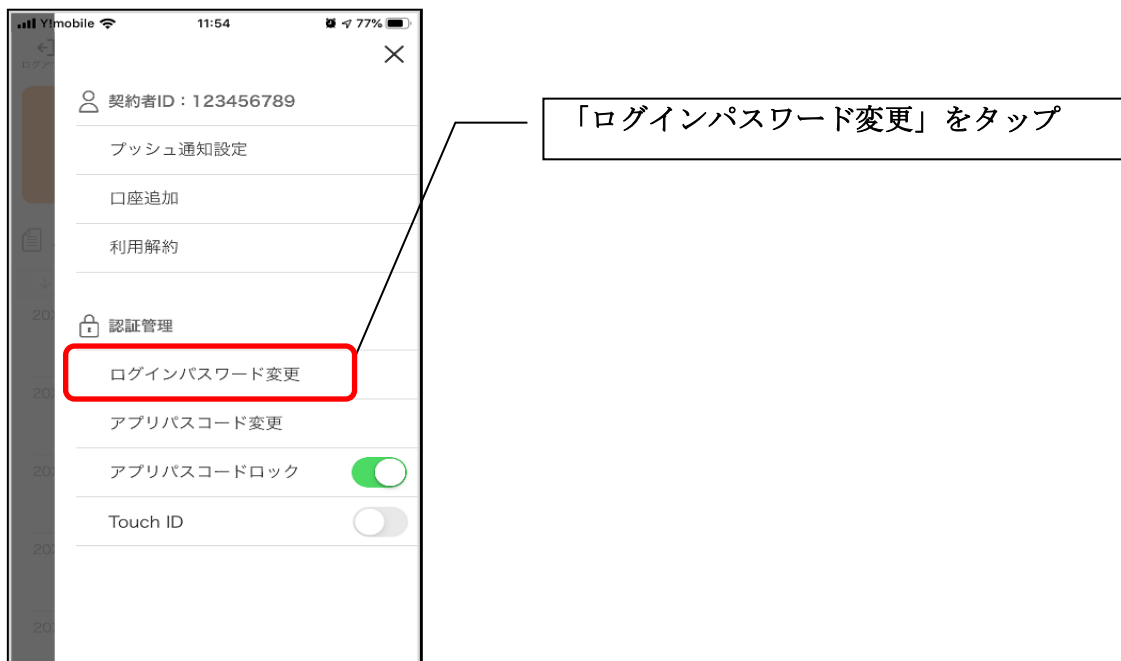 Y!mobile 11:54 77%
契約者ID：123456789
プッシュ通知設定
口座追加
利用解約
認証管理
ログインパスワード変更
アプリパスコード変更
アプリパスコードロック
Touch ID
「ログインパスワード変更」をタップ